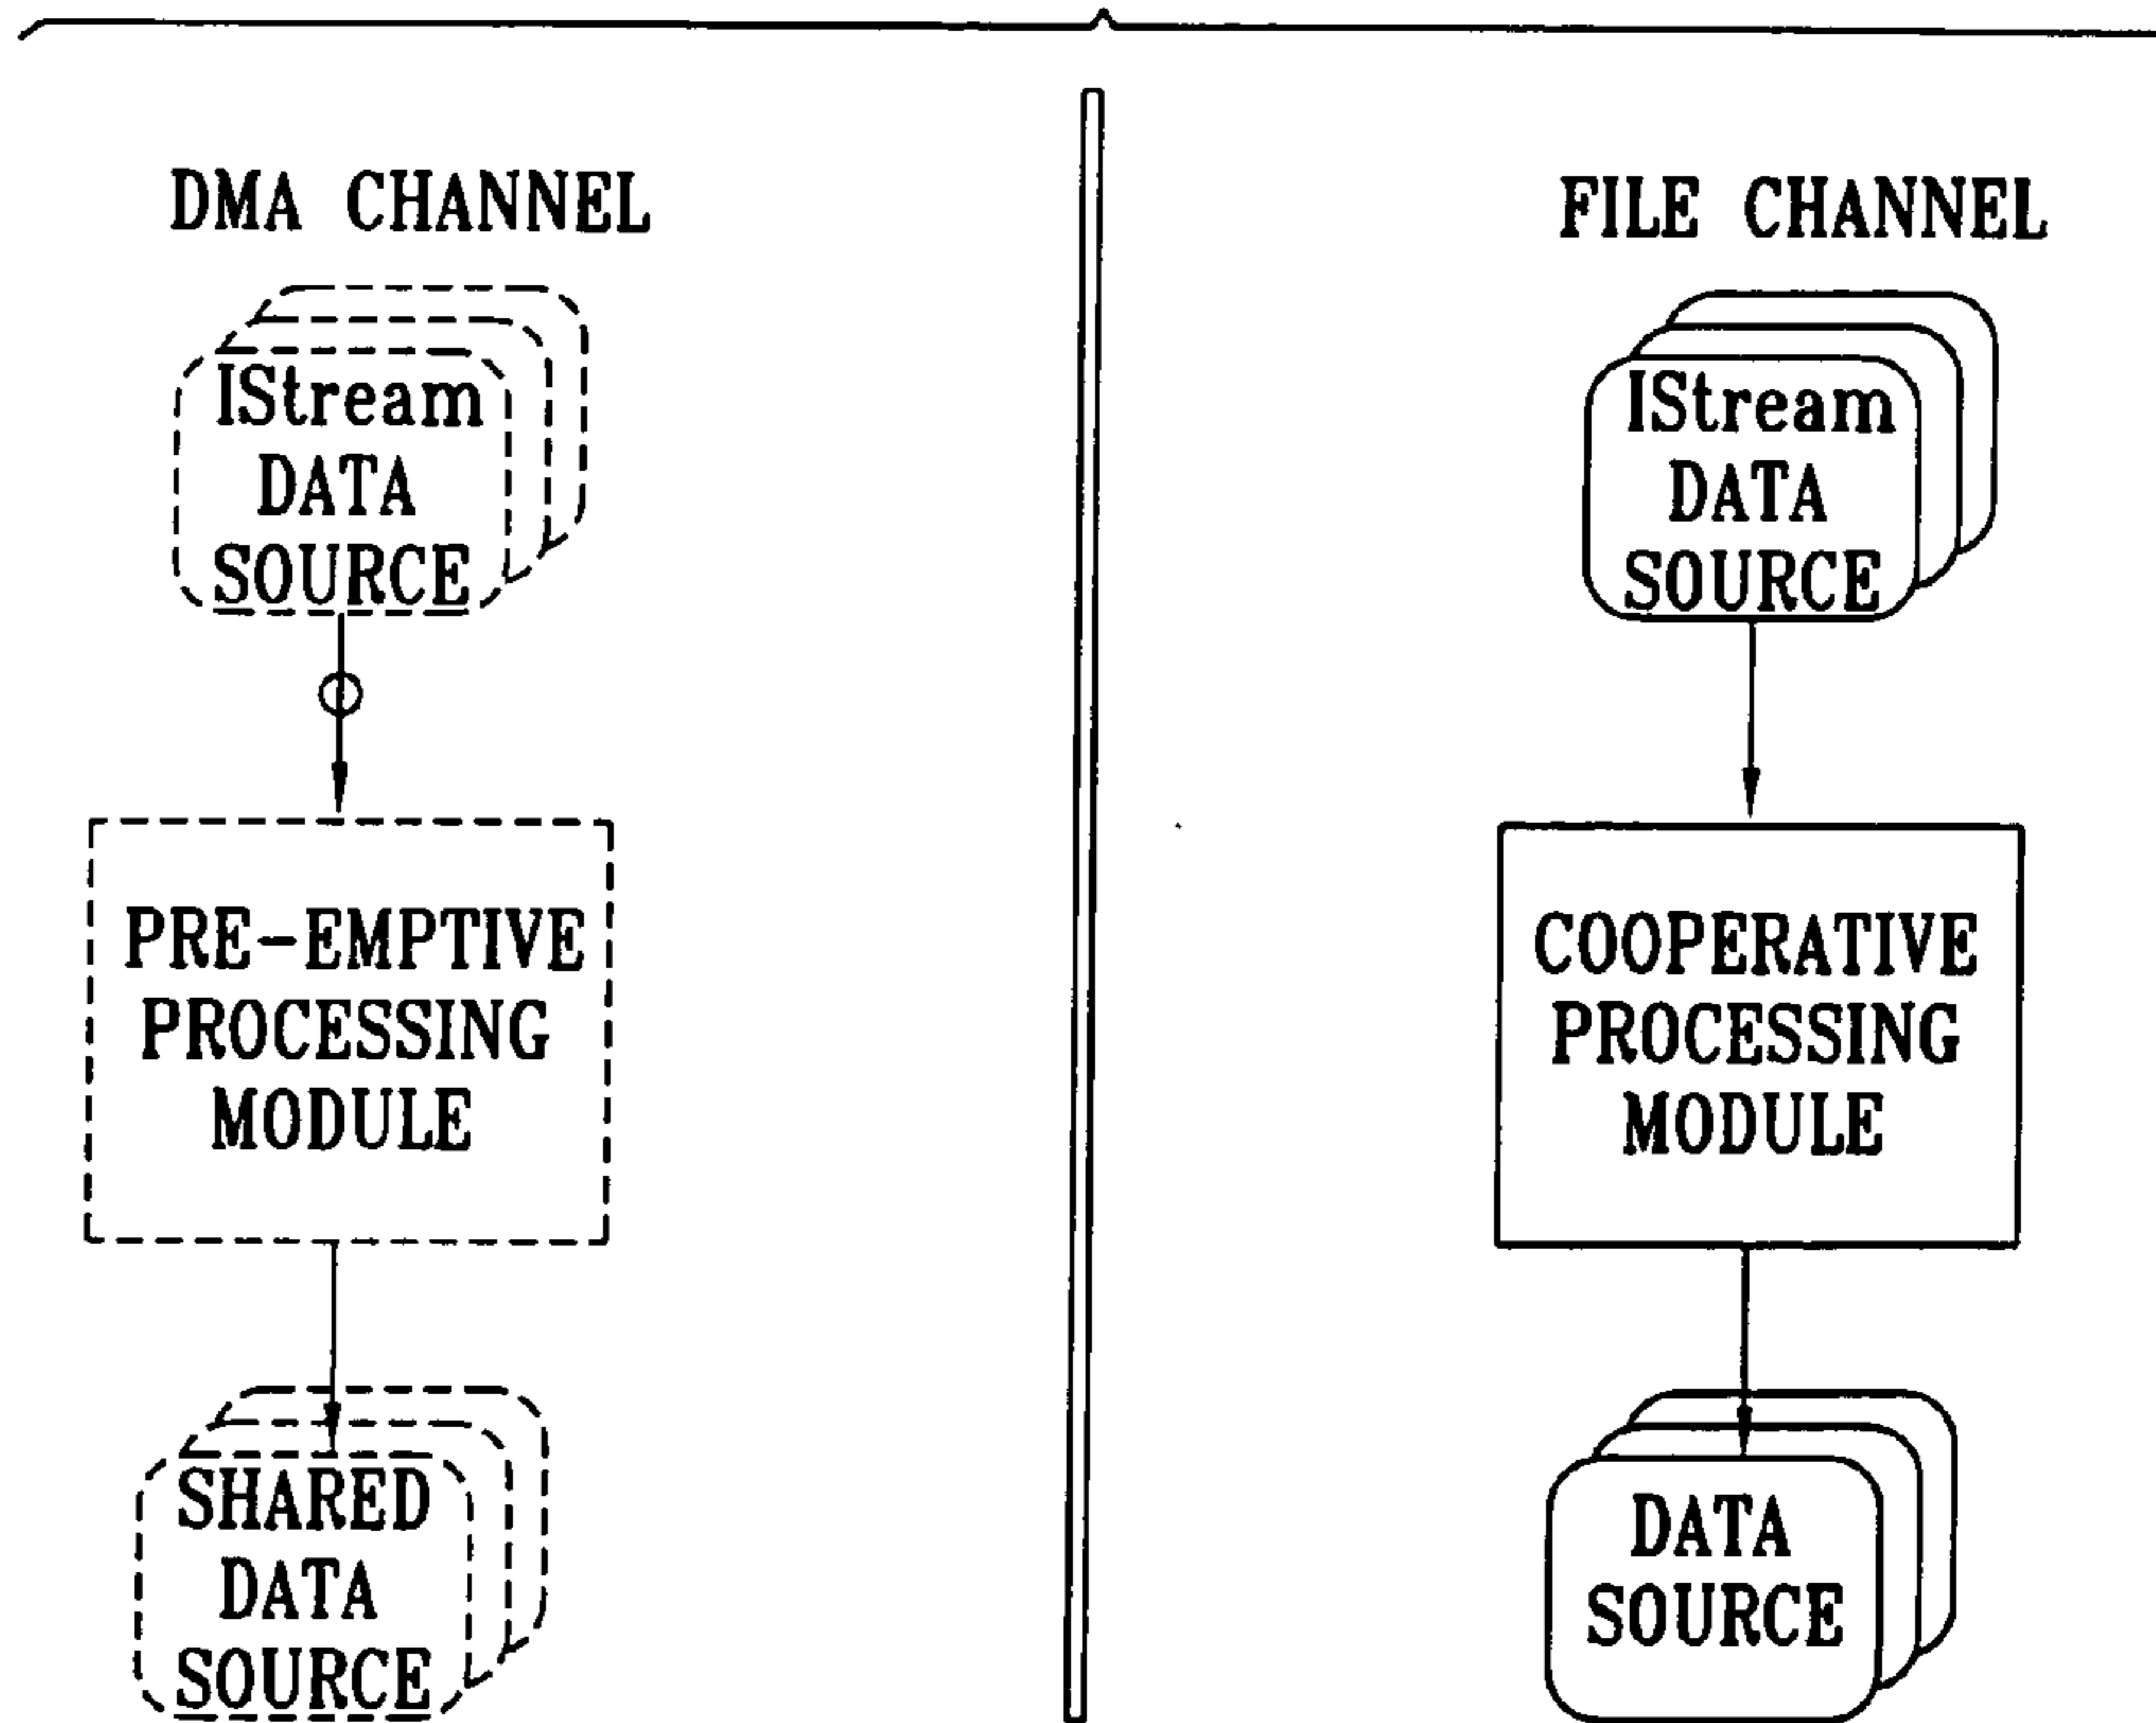 DMA CHANNEL
IStream
DATA
SOURCE
PRE-EMPTIVE
PROCESSING
MODULE
SHARED
DATA
SOURCE
FILE CHANNEL
IStream
DATA
SOURCE
COOPERATIVE
PROCESSING
MODULE
DATA
SOURCE